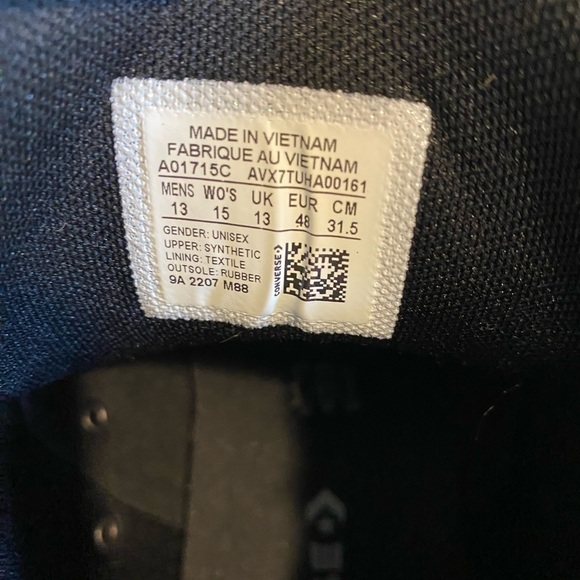 MADE IN VIETNAM
FABRIQUE AU VIETNAM
A01715C AVX7TUHA00161
MENS WO'S UK EUR CM
13 15 13 48 31.5
GENDER: UNISEX
UPPER: SYNTHETIC
LINING: TEXTILE
OUTSOLE: RUBBER
9A 2207 M88
CONVERSE